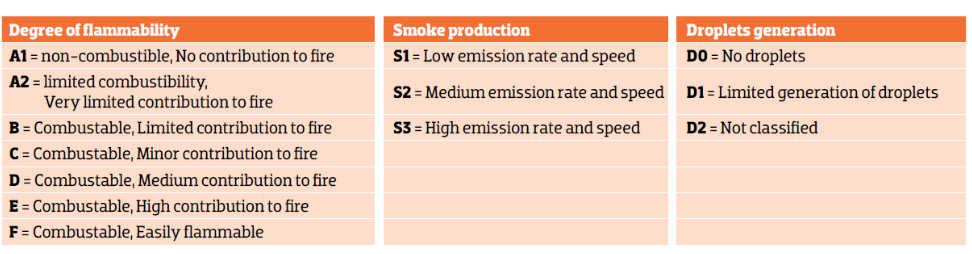 Degree of flammability
A1 = non-combustible, No contribution to fire
A2 = limited combustibility,
Very limited contribution to fire
B = Combustable, Limited contribution to fire
C = Combustable, Minor contribution to fire
D = Combustable, Medium contribution to fire
E = Combustable, High contribution to fire
F = Combustable, Easily flammable
Smoke production
S1 = Low emission rate and speed
S2 = Medium emission rate and speed
S3 = High emission rate and speed
Droplets generation
D0 = No droplets
D1 = Limited generation of droplets
D2 = Not classified